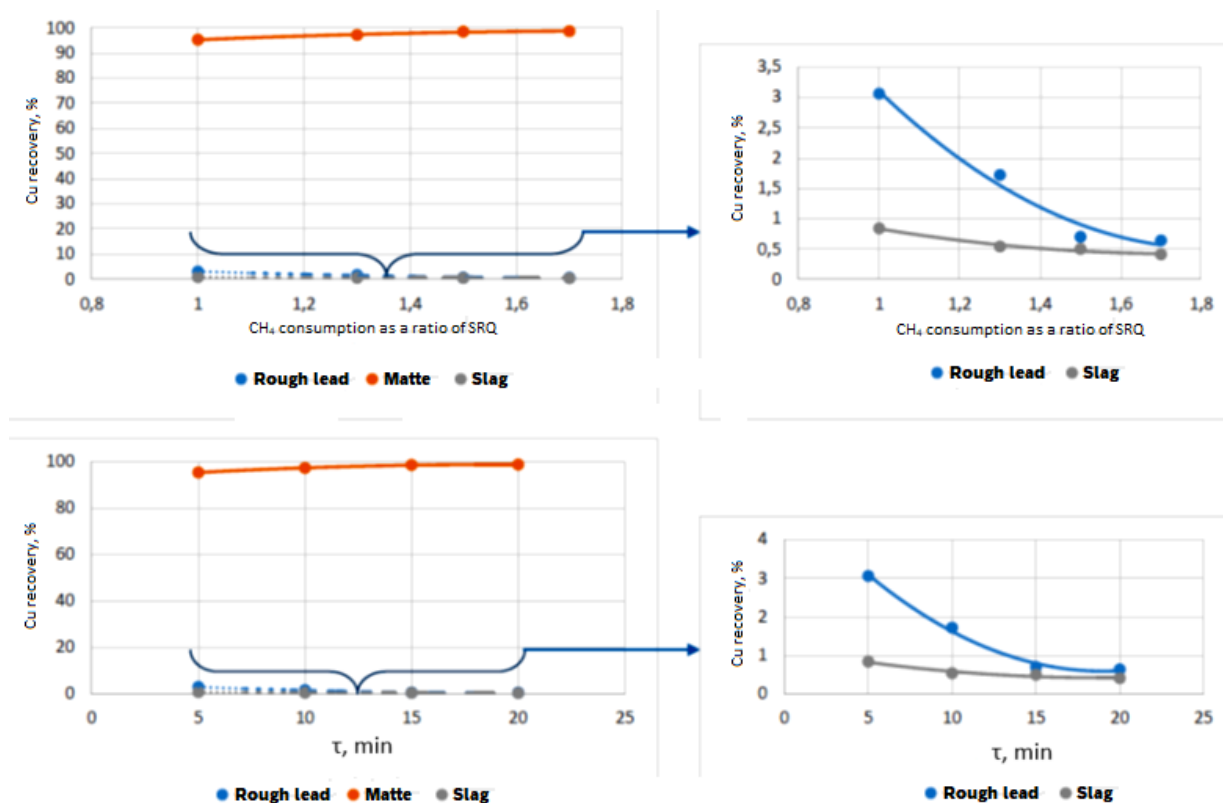 100
90
80
70
60
50
40
30
20
10
0
Cu recovery, %
0,8 1 1,2 1,4 1,6 1,8
CH₄ consumption as a ratio of SRQ
Rough lead Matte Slag
3,5
3
2,5
2
1,5
1
0,5
0
Cu recovery, %
0,8 1 1,2 1,4 1,6 1,8
CH₄ consumption as a ratio of SRQ
Rough lead Slag
100
80
60
40
20
0
Cu recovery, %
0 5 10 15 20 25
τ, min
Rough lead Matte Slag
4
3
2
1
0
Cu recovery, %
0 5 10 15 20 25
τ, min
Rough lead Slag